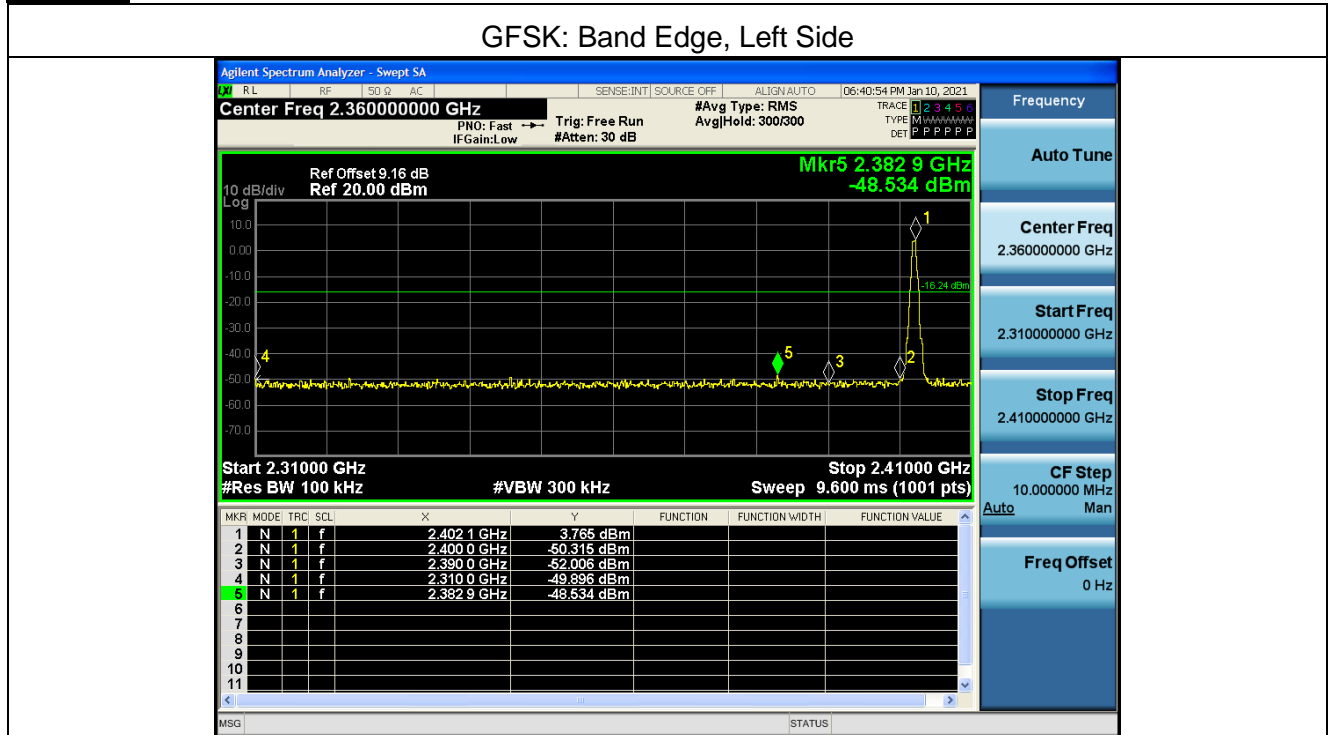 GFSK: Band Edge, Left Side
Agilent Spectrum Analyzer - Swept SA
LXI RL RF 50 Ω AC SENSE:INT SOURCE OFF ALIGN AUTO 06:40:54 PM Jan 10, 2021
Center Freq 2.360000000 GHz #Avg Type: RMS TRACE 1 2 3 4 5 6
PNO: Fast Trig: Free Run Avg|Hold: 300/300 TYPE M
IFGain:Low #Atten: 30 dB DET P P P P P P
Mkr5 2.382 9 GHz
Ref Offset 9.16 dB
10 dB/div Ref 20.00 dBm -48.534 dBm
Log
10.0
0.00
-10.0
-20.0
-30.0
-40.0
-50.0
-60.0
-70.0
1
-16.24 dBm
4
5
3
2
Start 2.31000 GHz Stop 2.41000 GHz
#Res BW 100 kHz #VBW 300 kHz Sweep 9.600 ms (1001 pts)
MKR MODE TRC SCL X Y FUNCTION FUNCTION WIDTH FUNCTION VALUE
1 N 1 f 2.402 1 GHz 3.765 dBm
2 N 1 f 2.400 0 GHz -50.315 dBm
3 N 1 f 2.390 0 GHz -52.006 dBm
4 N 1 f 2.310 0 GHz -49.896 dBm
5 N 1 f 2.382 9 GHz -48.534 dBm
6
7
8
9
10
11
MSG STATUS
Frequency
Auto Tune
Center Freq
2.360000000 GHz
Start Freq
2.310000000 GHz
Stop Freq
2.410000000 GHz
CF Step
10.000000 MHz
Auto Man
Freq Offset
0 Hz